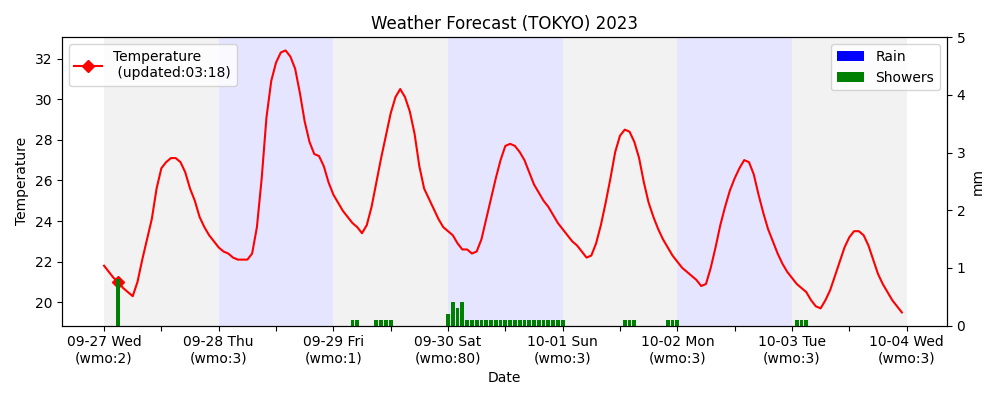 Weather Forecast (TOKYO) 2023
Temperature
(updated:03:18)
Rain
Showers
Temperature
32
30
28
26
24
22
20
5
4
3
2
1
0
mm
09-27 Wed 09-28 Thu 09-29 Fri 09-30 Sat 10-01 Sun 10-02 Mon 10-03 Tue 10-04 Wed
(wmo:2) (wmo:3) (wmo:1) (wmo:80) (wmo:3) (wmo:3) (wmo:3) (wmo:3)
Date